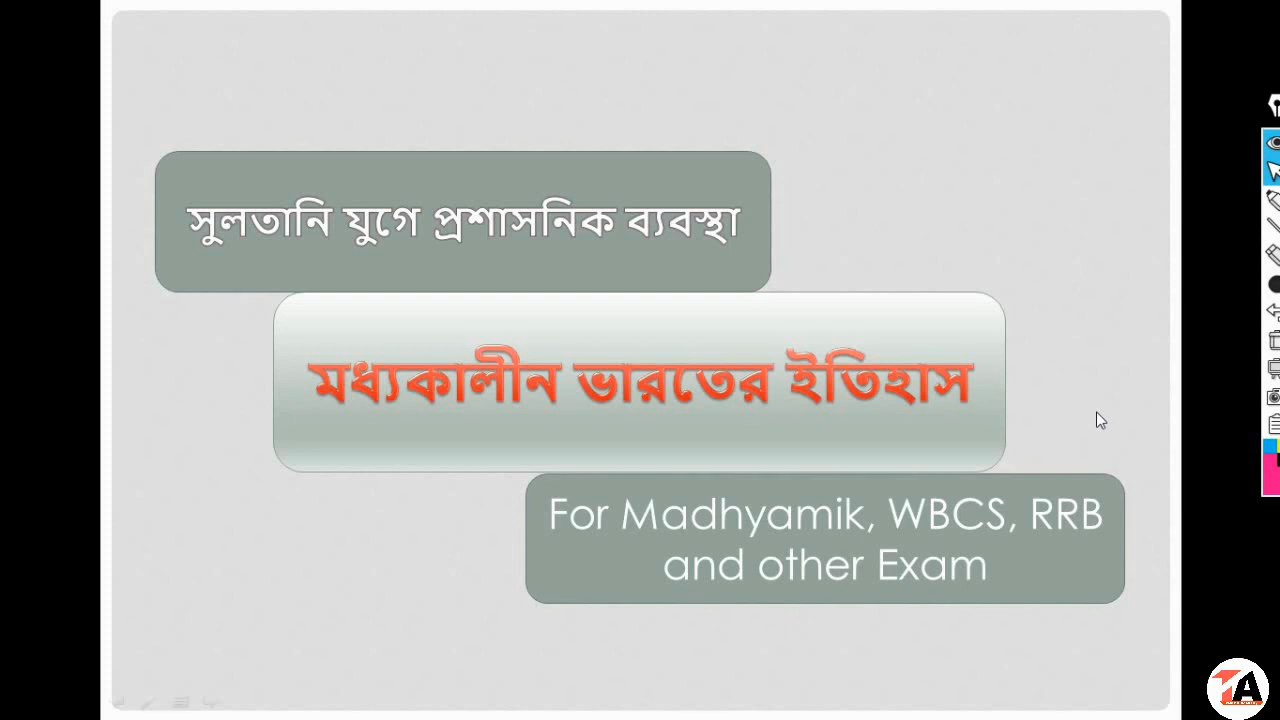 সুলতানি যুগে প্রশাসনিক ব্যবস্থা
মধ্যকালীন ভারতের ইতিহাস
For Madhyamik, WBCS, RRB
and other Exam